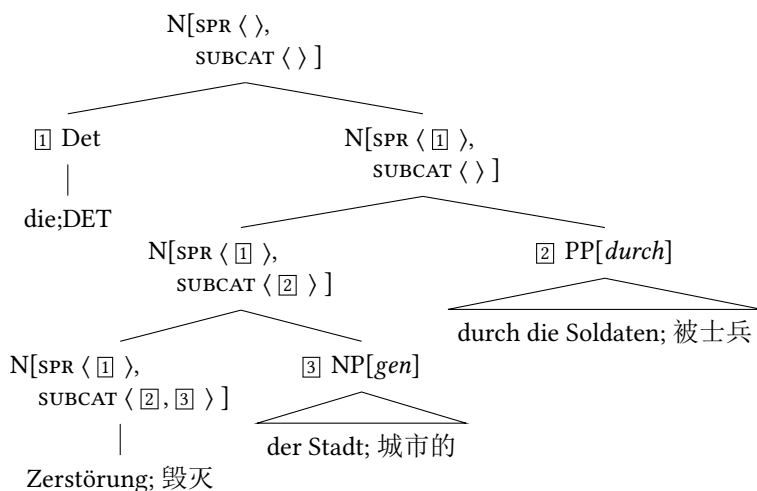 N[SPR ⟨ ⟩,
SUBCAT ⟨ ⟩ ]
1 Det
N[SPR ⟨ 1 ⟩,
SUBCAT ⟨ ⟩ ]
die;DET
N[SPR ⟨ 1 ⟩,
SUBCAT ⟨ 2 ⟩ ]
2 PP[durch]
durch die Soldaten; 被士兵
N[SPR ⟨ 1 ⟩,
SUBCAT ⟨ 2, 3 ⟩ ]
3 NP[gen]
der Stadt; 城市的
Zerstörung; 毁灭